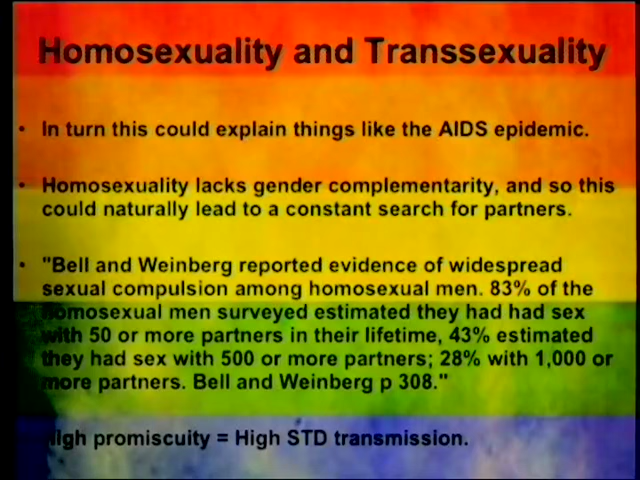 Homosexuality and Transsexuality
• In turn this could explain things like the AIDS epidemic.
• Homosexuality lacks gender complementarity, and so this
could naturally lead to a constant search for partners.
• "Bell and Weinberg reported evidence of widespread
sexual compulsion among homosexual men. 83% of the
homosexual men surveyed estimated they had had sex
with 50 or more partners in their lifetime, 43% estimated
they had sex with 500 or more partners; 28% with 1,000 or
more partners. Bell and Weinberg p 308."
High promiscuity = High STD transmission.